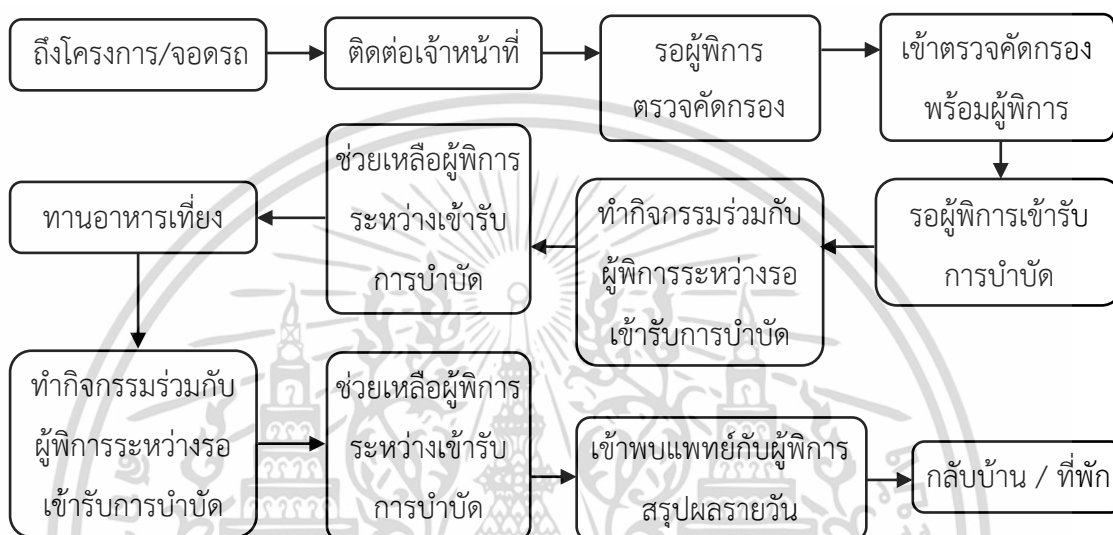 ถึงโครงการ/จอดรถ
ติดต่อเจ้าหน้าที่
รอผู้พิการ
ตรวจคัดกรอง
เข้าตรวจคัดกรอง
พร้อมผู้พิการ
รอผู้พิการเข้ารับ
การบำบัด
ทำกิจกรรมร่วมกับ
ผู้พิการระหว่างรอ
เข้ารับการบำบัด
ช่วยเหลือผู้พิการ
ระหว่างเข้ารับ
การบำบัด
ทานอาหารเที่ยง
ทำกิจกรรมร่วมกับ
ผู้พิการระหว่างรอ
เข้ารับการบำบัด
ช่วยเหลือผู้พิการ
ระหว่างเข้ารับ
การบำบัด
เข้าพบแพทย์กับผู้พิการ
สรุปผลรายวัน
กลับบ้าน / ที่พัก